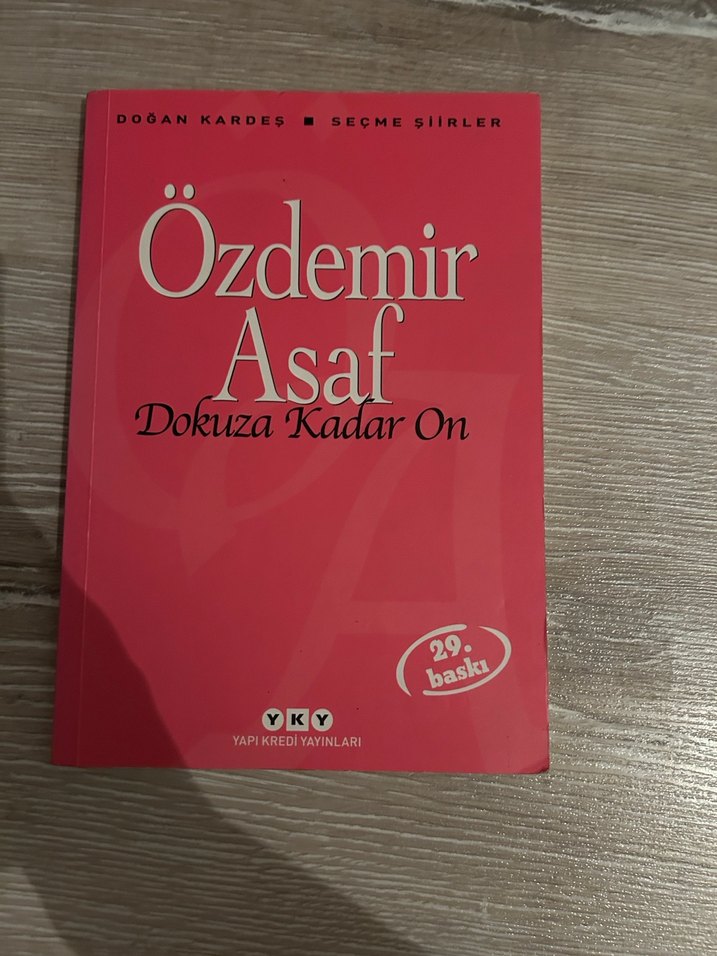 DOĞAN KARDEŞ ■ SEÇME ŞİİRLER
Özdemir
Asaf
Dokuza Kadar On
29.
baskı
YKY
YAPI KREDİ YAYINLARI